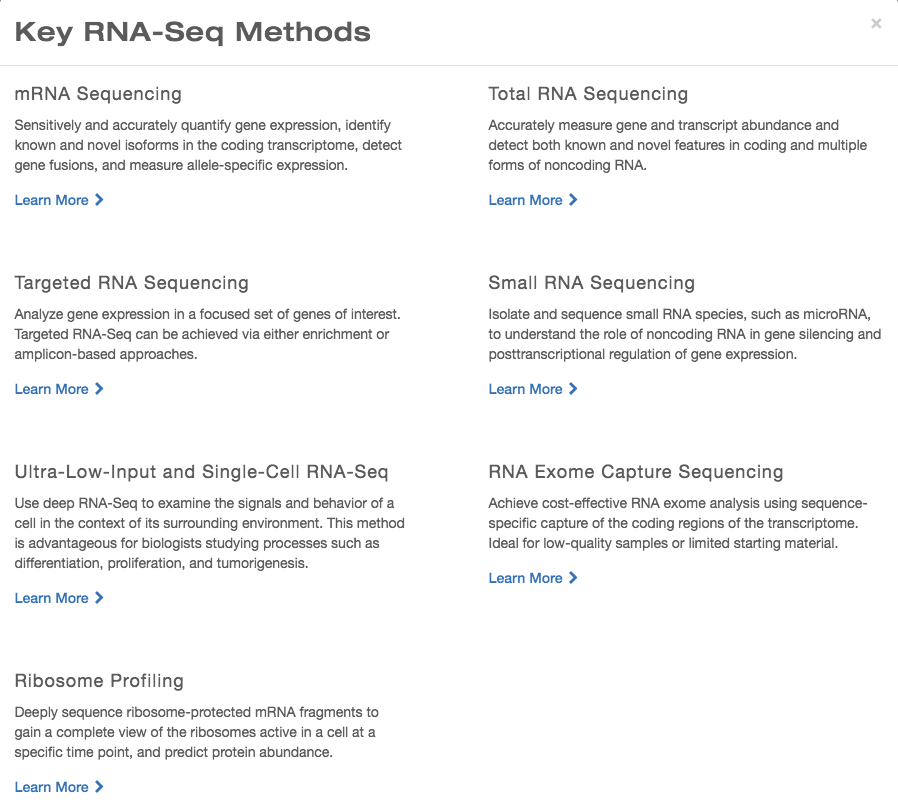 Key RNA-Seq Methods
×
mRNA Sequencing
Sensitively and accurately quantify gene expression, identify
known and novel isoforms in the coding transcriptome, detect
gene fusions, and measure allele-specific expression.
Learn More
Total RNA Sequencing
Accurately measure gene and transcript abundance and
detect both known and novel features in coding and multiple
forms of noncoding RNA.
Learn More
Targeted RNA Sequencing
Analyze gene expression in a focused set of genes of interest.
Targeted RNA-Seq can be achieved via either enrichment or
amplicon-based approaches.
Learn More
Small RNA Sequencing
Isolate and sequence small RNA species, such as microRNA,
to understand the role of noncoding RNA in gene silencing and
posttranscriptional regulation of gene expression.
Learn More
Ultra-Low-Input and Single-Cell RNA-Seq
Use deep RNA-Seq to examine the signals and behavior of a
cell in the context of its surrounding environment. This method
is advantageous for biologists studying processes such as
differentiation, proliferation, and tumorigenesis.
Learn More
RNA Exome Capture Sequencing
Achieve cost-effective RNA exome analysis using sequence-
specific capture of the coding regions of the transcriptome.
Ideal for low-quality samples or limited starting material.
Learn More
Ribosome Profiling
Deeply sequence ribosome-protected mRNA fragments to
gain a complete view of the ribosomes active in a cell at a
specific time point, and predict protein abundance.
Learn More